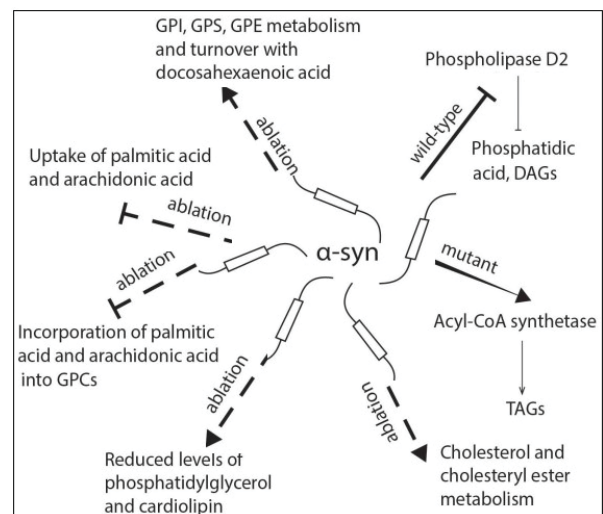 GPI, GPS, GPE metabolism
and turnover with
docosahexaenoic acid
ablation
Phospholipase D2
wild-type
Phosphatidic
acid, DAGs
Uptake of palmitic acid
and arachidonic acid
ablation
ablation
α-syn
mutant
Acyl-CoA synthetase
TAGs
Incorporation of palmitic
acid and arachidonic acid
into GPCs
ablation
Reduced levels of
phosphatidylglycerol
and cardiolipin
ablation
Cholesterol and
cholesteryl ester
metabolism